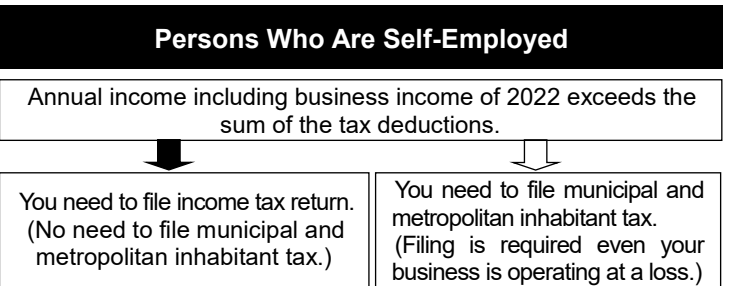 Persons Who Are Self-Employed
Annual income including business income of 2022 exceeds the
sum of the tax deductions.
You need to file income tax return.
(No need to file municipal and
metropolitan inhabitant tax.)
You need to file municipal and
metropolitan inhabitant tax.
(Filing is required even your
business is operating at a loss.)